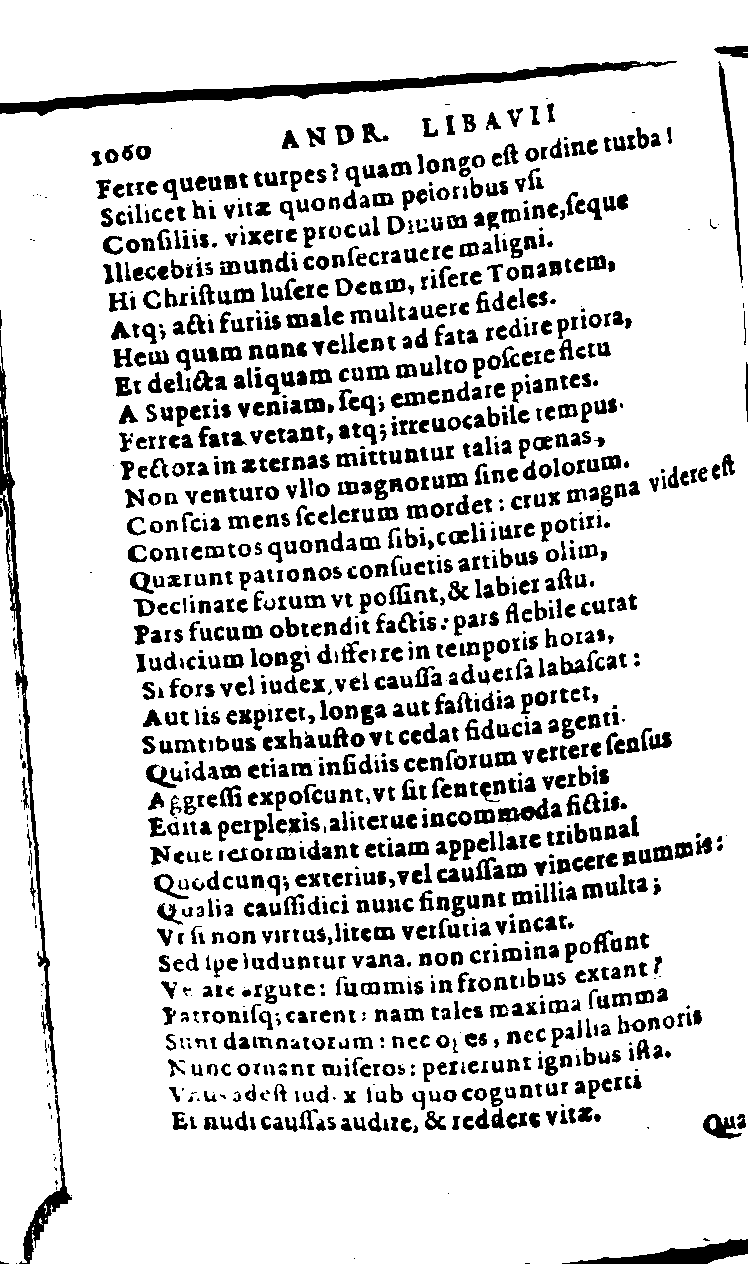 1060 ANDR. LIBAVII
Ferre queunt turpes? quam longo eſt ordine turba!
Scilicet hi vitæ quondam peioribus vſi
Conſiliis. vixere procul Diuum agmine, ſeque
Illecebris mundi conſecrauere maligni.
Hi Chriſtum luſere Deum, riſere Tonantem,
Atq; acti furiis male multauere fideles.
Hem quam nunc vellent ad fata redire priora,
Et delicta aliquam cum multo poſcere fletu
A Superis veniam, ſeq; emendare piantes.
Ferrea fata vetant, atq; irreuocabile tempus.
Pectora in æternas mittuntur talia pœnas,
Non venturo vllo magnorum fine dolorum.
Conſcia mens ſcelerum mordet: crux magna videre eſt
Contemtos quondam ſibi, cœli iure potiri.
Quærunt patronos conſuetis artibus olim,
Declinare forum vt poſſint, & labier aſtu.
Pars fucum obtendit factis: pars flebile curat
Iudicium longi differre in temporis horas,
Si fors vel iudex, vel cauſſa aduerſa labaſcat:
Aut lis expiret, longa aut faſtidia portet,
Sumtibus exhauſto vt cedat fiducia agenti.
Quidam etiam inſidiis cenſorum vertere ſenſus
Aggreſſi expoſcunt, vt ſit ſententia verbis
Edita perplexis, aliterue incommoda fictis.
Neue reformidant etiam appellare tribunal
Quodcunq; exterius, vel cauſſam vincere nummis:
Qualia cauſſidici nunc fingunt millia multa;
Vt ſi non virtus, litem verſutia vincat.
Sed ſpe luduntur vana. non crimina poſſunt
argute: ſummis in frontibus extant?
Patroniſq; carent: nam tales maxima ſumma
Sunt damnatorum: nec opes, nec pallia honoris
Nunc ornant miſeros: perierunt ignibus iſta.
adeſt iud. x ſub quo coguntur aperti
Et nudi cauſſas audire, & reddere vitæ.
Qua